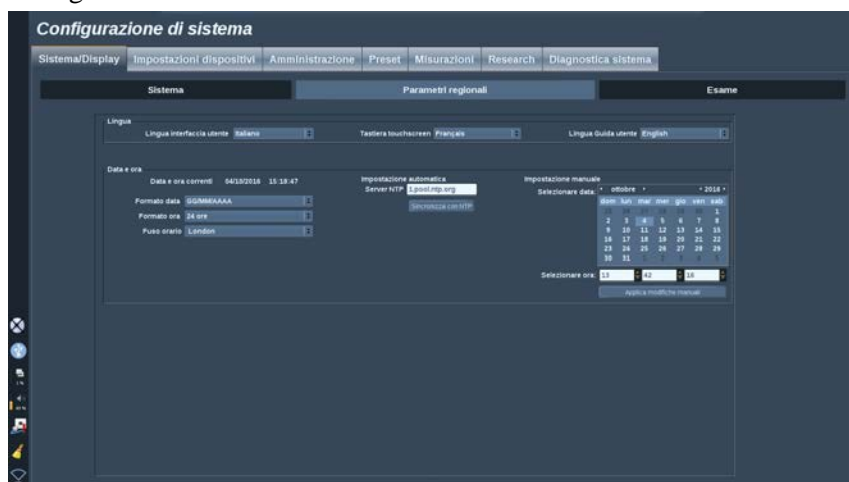 Configurazione di sistema
Sistema/Display Impostazioni dispositivi Amministrazione Preset Misurazioni Research Diagnostica sistema
Sistema Parametri regionali Esame
Lingua
Lingua interfaccia utente Italiano Tastiera touchscreen Français Lingua Guida utente English
Data e ora
Data e ora correnti 04/10/2016 15:18:47
Formato data GG/MM/AAAA
Formato ora 24 ore
Fuso orario London
Impostazione automatica
Server NTP 1.pool.ntp.org
Sincronizza con NTP
Impostazione manuale
Selezionare data: ottobre 2016
dom lun mar mer gio ven sab
1
2 3 4 5 6 7 8
9 10 11 12 13 14 15
16 17 18 19 20 21 22
23 24 25 26 27 28 29
30 31 1 2 3 4 5
Selezionare ora: 13 42 16
Applica modifiche manuali